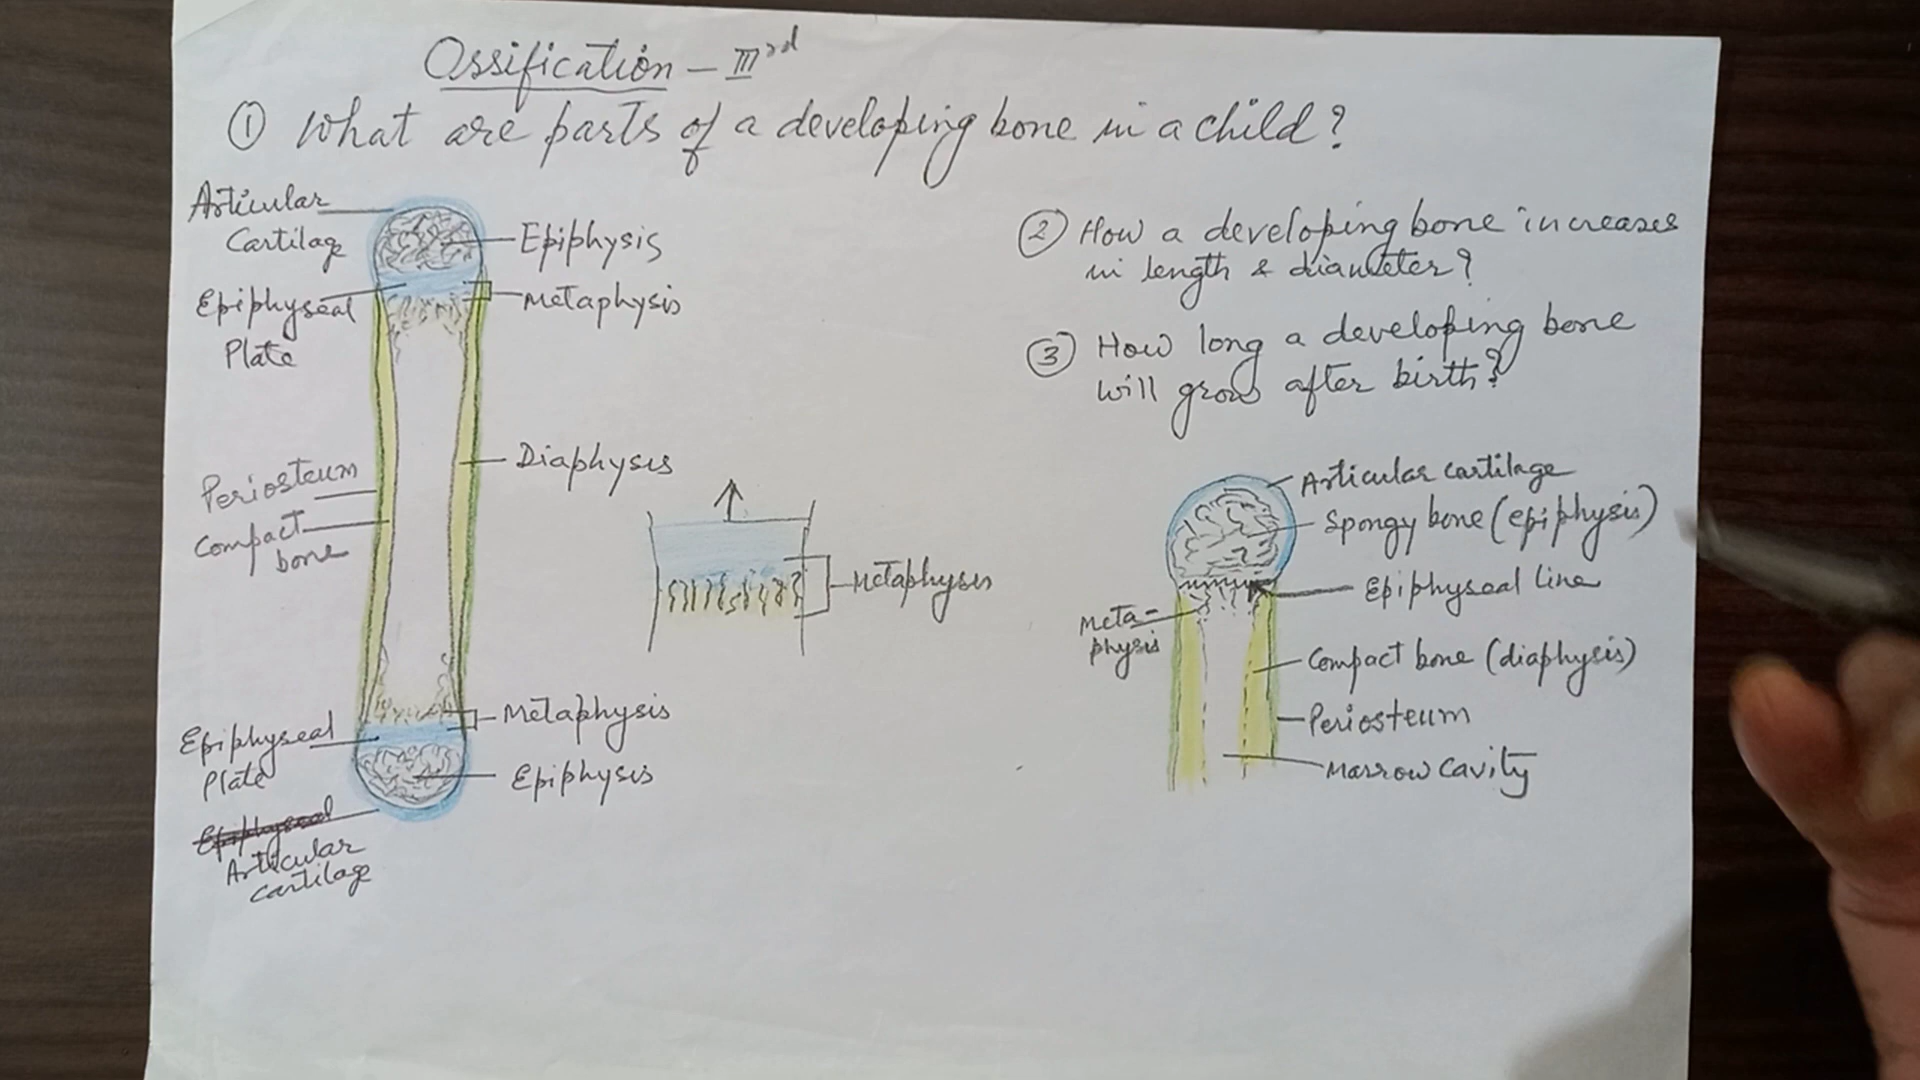 Ossification – IIIrd
① What are parts of a developing bone in a child?
Articular
Cartilage
Epiphysis
Epiphyseal
Plate
Metaphysis
Periosteum
Compact
bone
Diaphysis
Epiphyseal
Plate
Metaphysis
Epiphysis
Epiphyseal
Articular
cartilage
Metaphysis
② How a developing bone increases
in length & diameter?
③ How long a developing bone
will grow after birth?
Articular cartilage
Spongy bone (epiphysis)
Epiphyseal line
Meta-
physis
Compact bone (diaphysis)
Periosteum
Marrow cavity